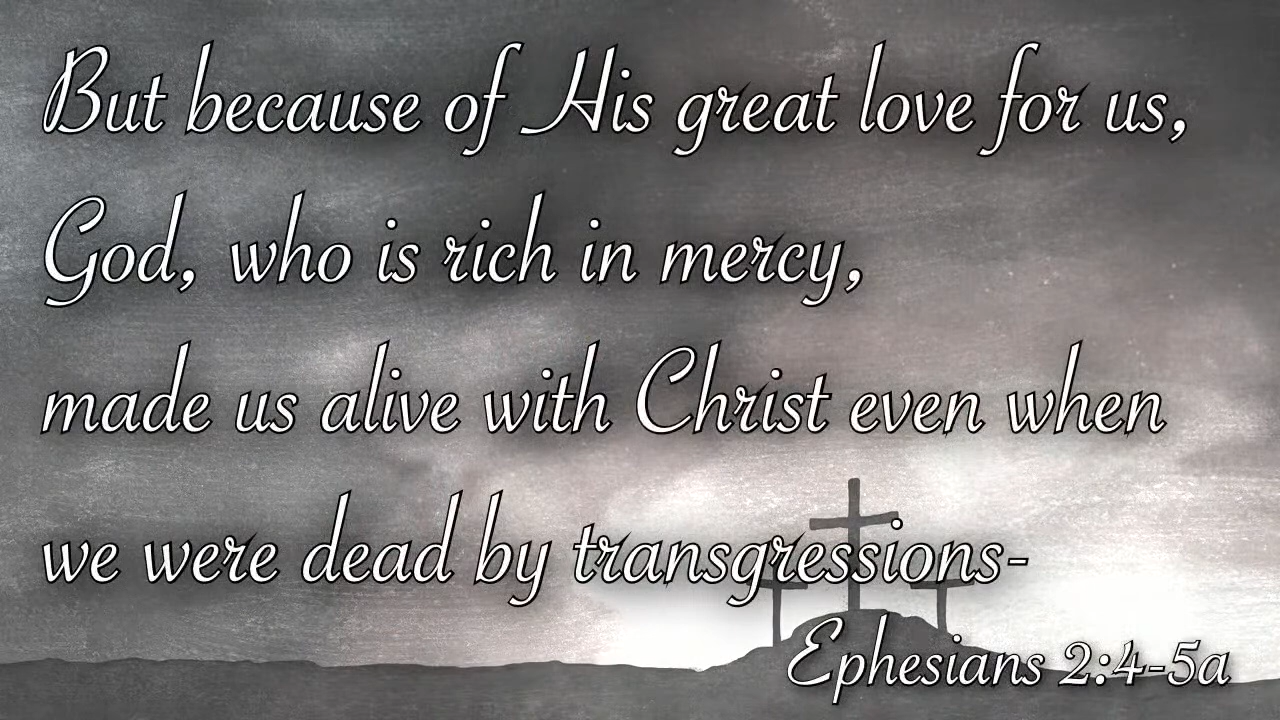 But because of His great love for us,
God, who is rich in mercy,
made us alive with Christ even when
we were dead by transgressions-
Ephesians 2:4-5a